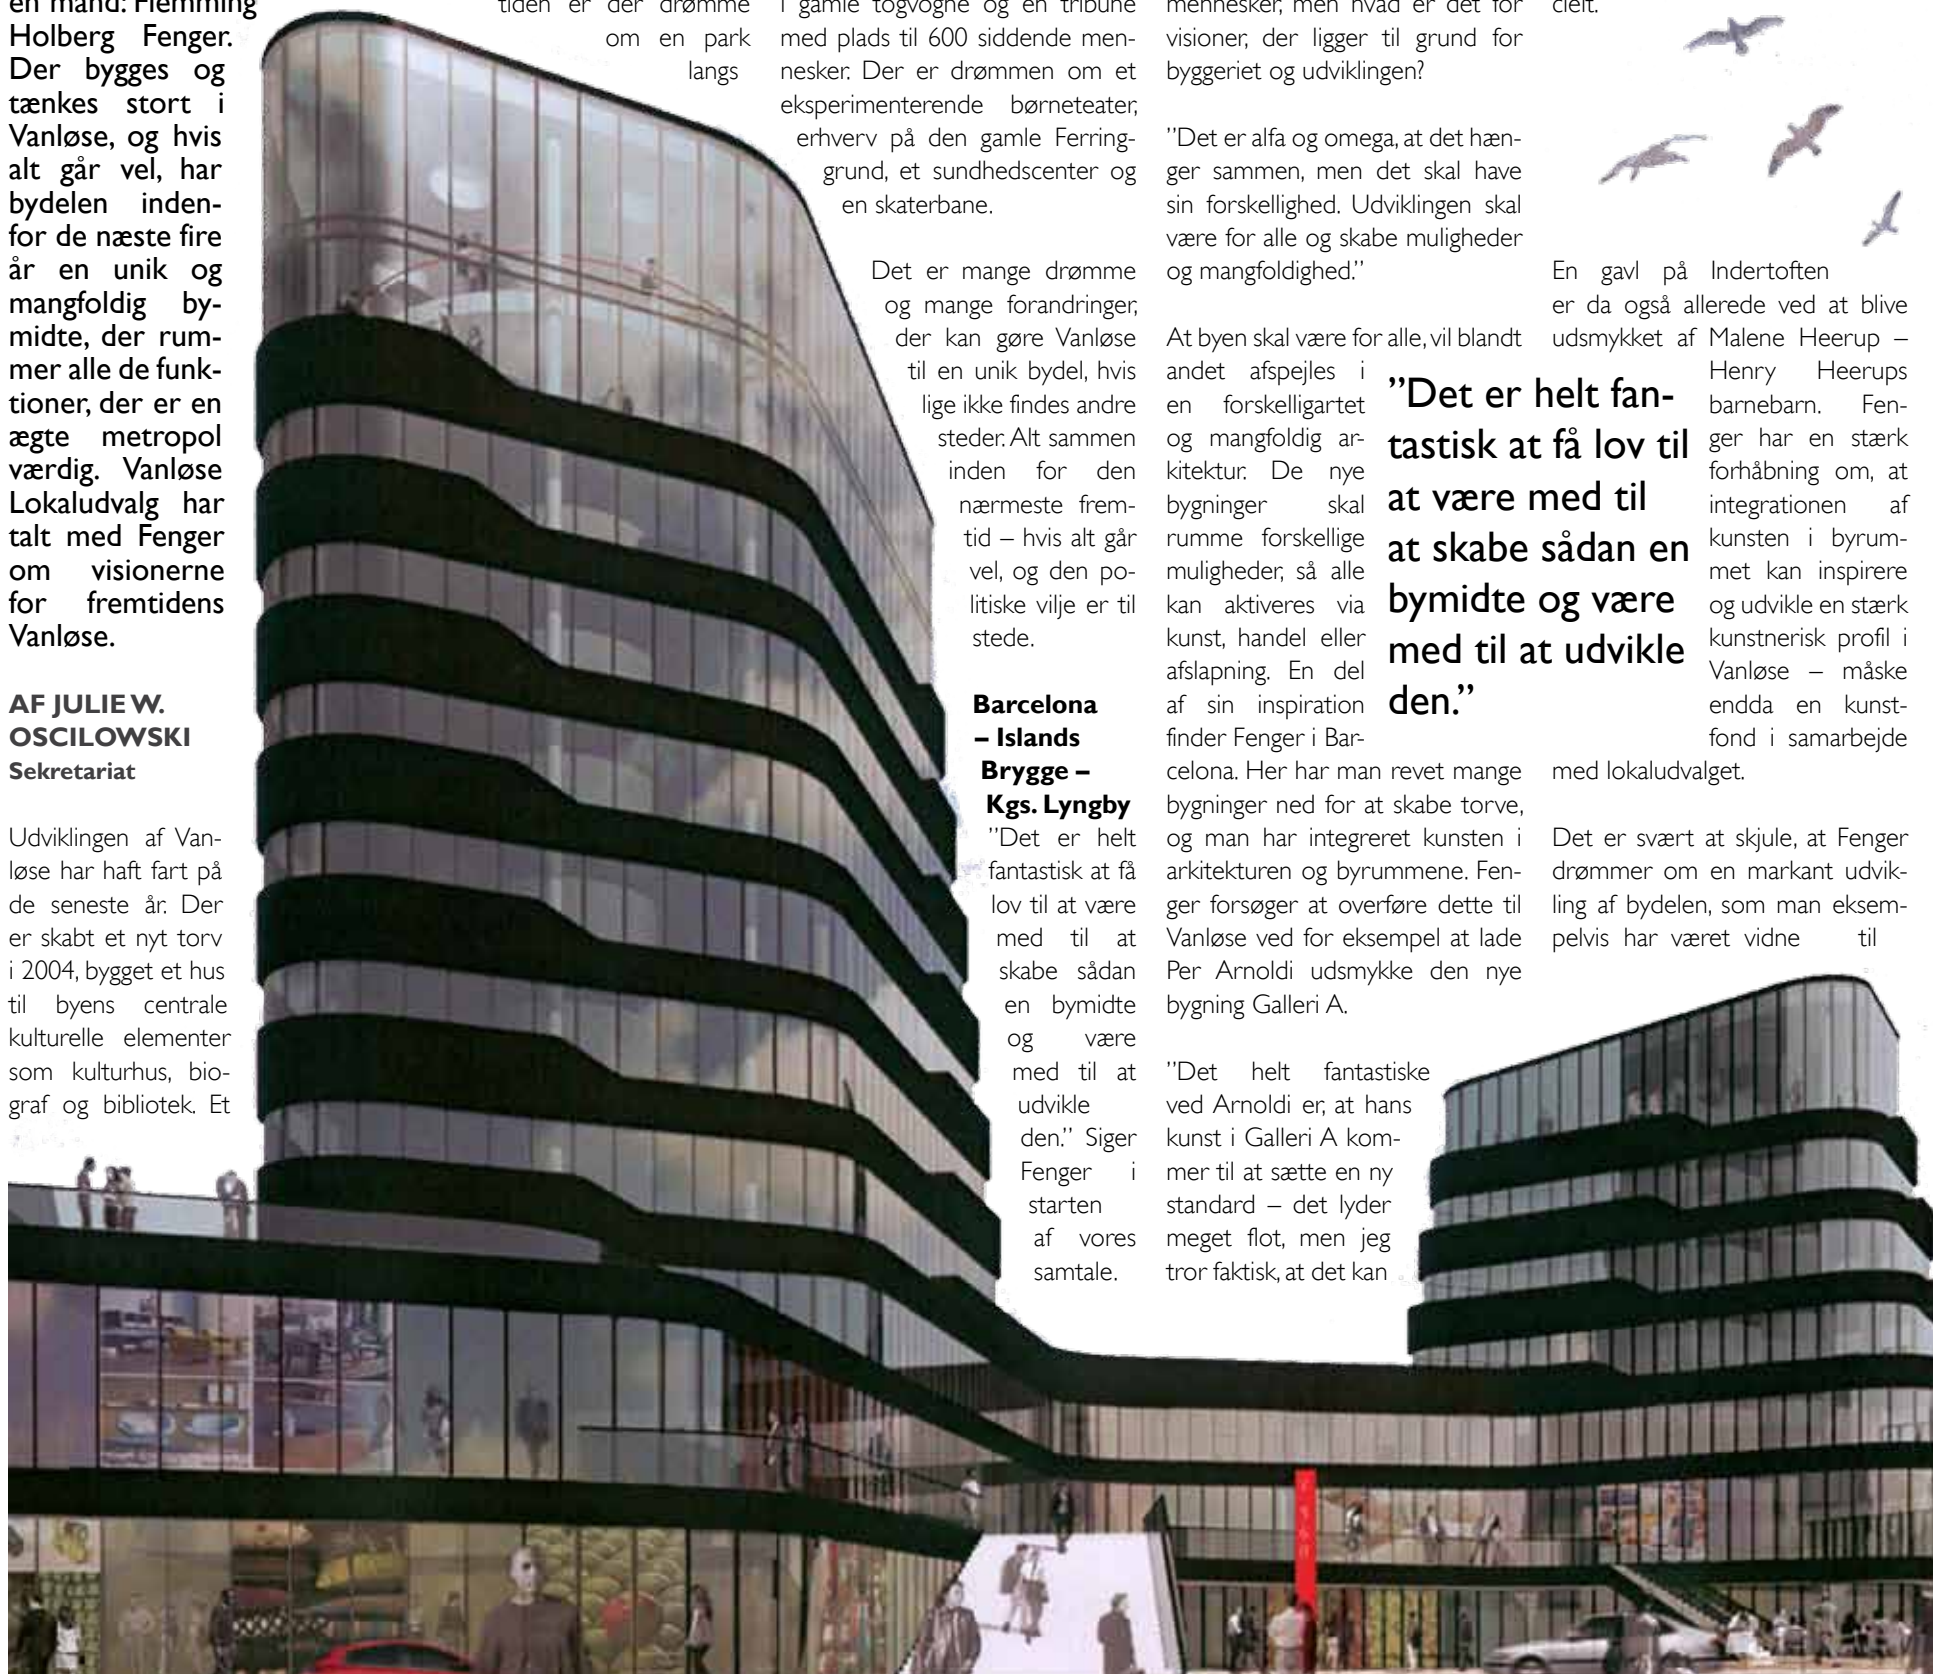 en mand: Flemming
Holberg Fenger.
Der bygges og
tænkes stort i
Vanløse, og hvis
alt går vel, har
bydelen inden-
for de næste fire
år en unik og
mangfoldig by-
midte, der rum-
mer alle de funk-
tioner, der er en
ægte metropol
værdig. Vanløse
Lokaludvalg har
talt med Fenger
om visionerne
for fremtidens
Vanløse.
AF JULIE W.
OSCILOWSKI
Sekretariat
Udviklingen af Van-
løse har haft fart på
de seneste år. Der
er skabt et nyt torv
i 2004, bygget et hus
til byens centrale
kulturelle elementer
som kulturhus, bio-
graf og bibliotek. Et
tiden er der drømme
om en park
langs
i gamle togvogne og en tribune
med plads til 600 siddende men-
nesker. Der er drømmen om et
eksperimenterende børneteater,
erhverv på den gamle Ferring-
grund, et sundhedscenter og
en skaterbane.
Det er mange drømme
og mange forandringer,
der kan gøre Vanløse
til en unik bydel, hvis
lige ikke findes andre
steder. Alt sammen
inden for den
nærmeste frem-
tid – hvis alt går
vel, og den po-
litiske vilje er til
stede.
Barcelona
– Islands
Brygge –
Kgs. Lyngby
”Det er helt
fantastisk at få
lov til at være
med til at
skabe sådan
en bymidte
og være
med til at
udvikle
den.” Siger
Fenger i
starten
af vores
samtale.
mennesker, men hvad er det for
visioner, der ligger til grund for
byggeriet og udviklingen?
”Det er alfa og omega, at det hæn-
ger sammen, men det skal have
sin forskellighed. Udviklingen skal
være for alle og skabe muligheder
og mangfoldighed.”
At byen skal være for alle, vil blandt
andet afspejles i
en forskelligartet
og mangfoldig ar-
kitektur. De nye
bygninger skal
rumme forskellige
muligheder, så alle
kan aktiveres via
kunst, handel eller
afslapning. En del
af sin inspiration
finder Fenger i Bar-
celona. Her har man revet mange
bygninger ned for at skabe torve,
og man har integreret kunsten i
arkitekturen og byrummene. Fen-
ger forsøger at overføre dette til
Vanløse ved for eksempel at lade
Per Arnoldi udsmykke den nye
bygning Galleri A.
”Det helt fantastiske
ved Arnoldi er, at hans
kunst i Galleri A kom-
mer til at sætte en ny
standard – det lyder
meget flot, men jeg
tror faktisk, at det kan
”Det er helt fan-
tastisk at få lov til
at være med til
at skabe sådan en
bymidte og være
med til at udvikle
den.”
En gavl på Indertoften
er da også allerede ved at blive
udsmykket af Malene Heerup –
Henry Heerups
barnebarn. Fen-
ger har en stærk
forhåbning om, at
integrationen af
kunsten i byrum-
met kan inspirere
og udvikle en stærk
kunstnerisk profil i
Vanløse – måske
endda en kunst-
fond i samarbejde
med lokaludvalget.
Det er svært at skjule, at Fenger
drømmer om en markant udvik-
ling af bydelen, som man eksem-
pelvis har været vidne til